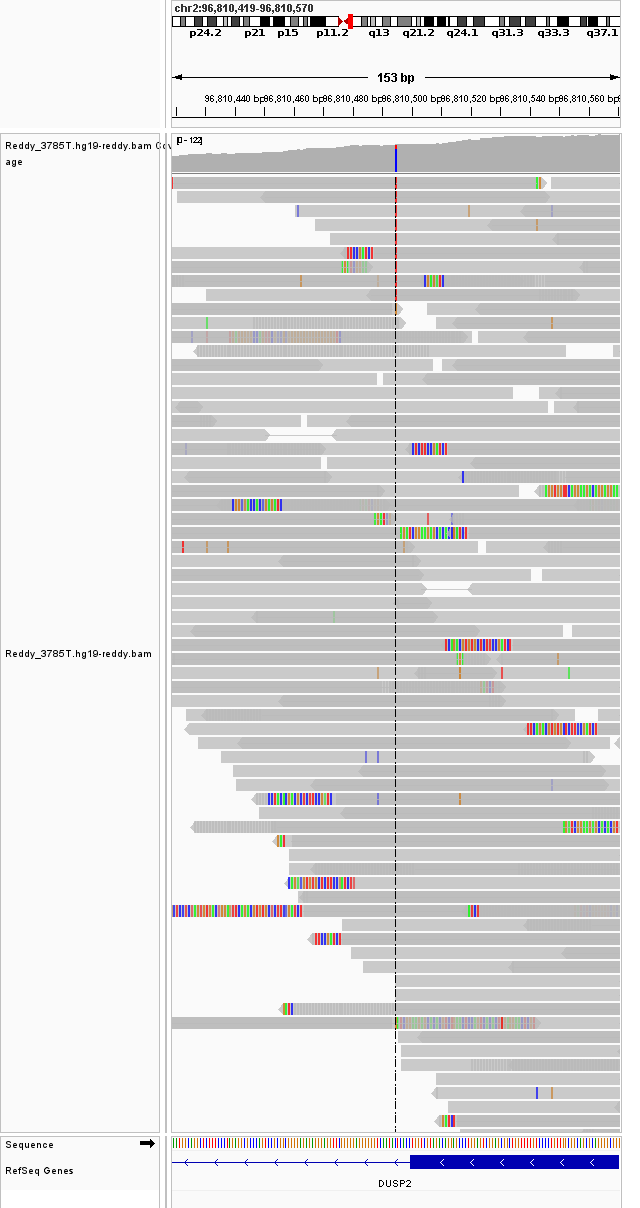 chr2:96,810,419-96,810,570
p24.2 p21 p15 p11.2 q13 q21.2 q24.1 q31.3 q33.3 q37.1
153 bp
96,810,440 bp 96,810,460 bp 96,810,480 bp 96,810,500 bp 96,810,520 bp 96,810,540 bp 96,810,560 bp
Reddy_3785T.hg19-reddy.bam Cov
age
[0 - 122]
Reddy_3785T.hg19-reddy.bam
Sequence
RefSeq Genes
DUSP2